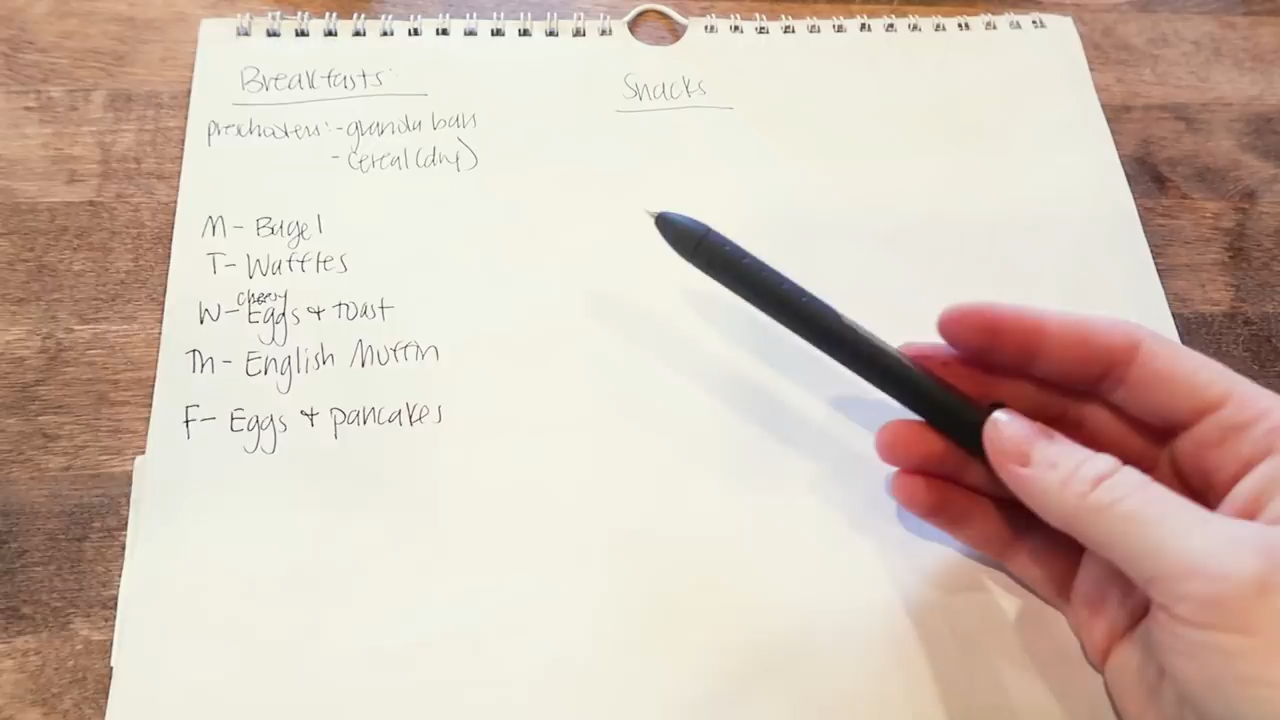 Breakfasts:
Snacks
preschoolers: - granola bars
- cereal (dry)
M - Bagel
T - Waffles
cheesy
W - Eggs + toast
Th - English Muffin
F - Eggs + pancakes